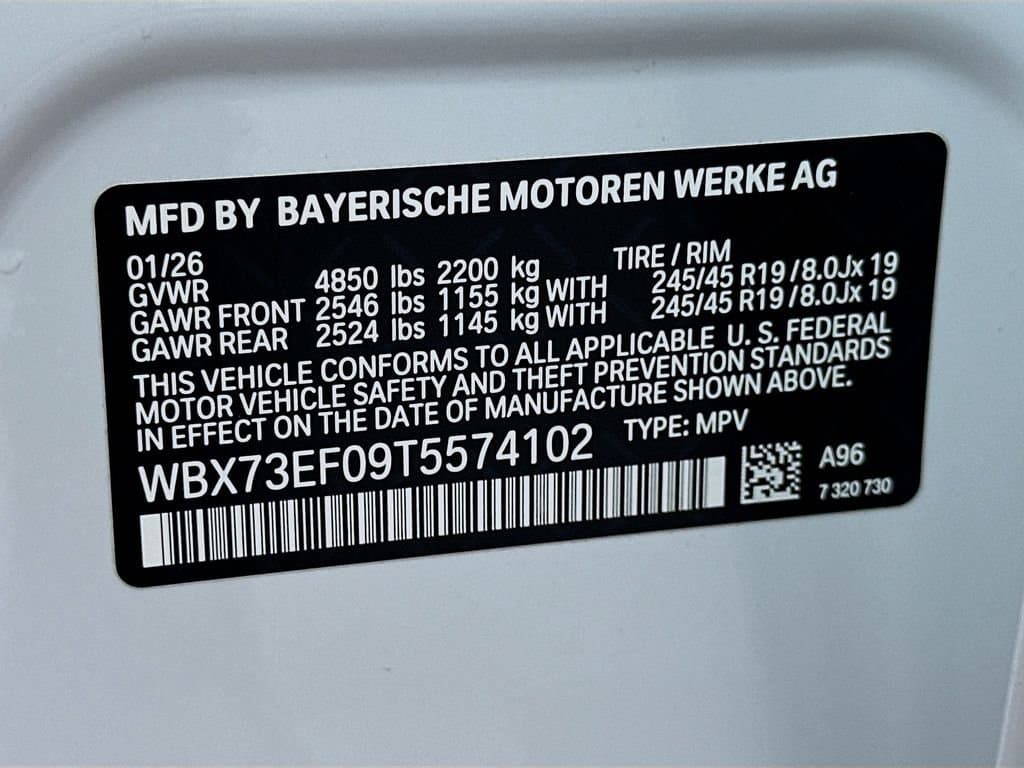 MFD BY BAYERISCHE MOTOREN WERKE AG
01/26 TIRE / RIM
GVWR 4850 lbs 2200 kg
GAWR FRONT 2546 lbs 1155 kg WITH 245/45 R19/8.0Jx 19
GAWR REAR 2524 lbs 1145 kg WITH 245/45 R19/8.0Jx 19
THIS VEHICLE CONFORMS TO ALL APPLICABLE U. S. FEDERAL
MOTOR VEHICLE SAFETY AND THEFT PREVENTION STANDARDS
IN EFFECT ON THE DATE OF MANUFACTURE SHOWN ABOVE.
WBX73EF09T5574102 TYPE: MPV
A96
7 320 730